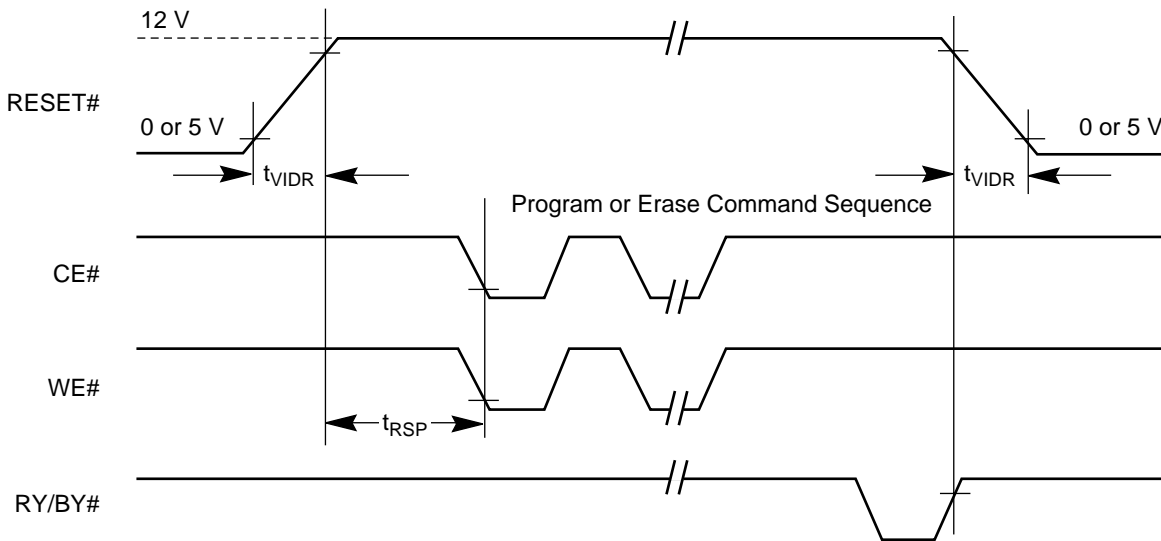 12 V
RESET#
0 or 5 V
0 or 5 V
tVIDR
tVIDR
Program or Erase Command Sequence
CE#
WE#
tRSP
RY/BY#